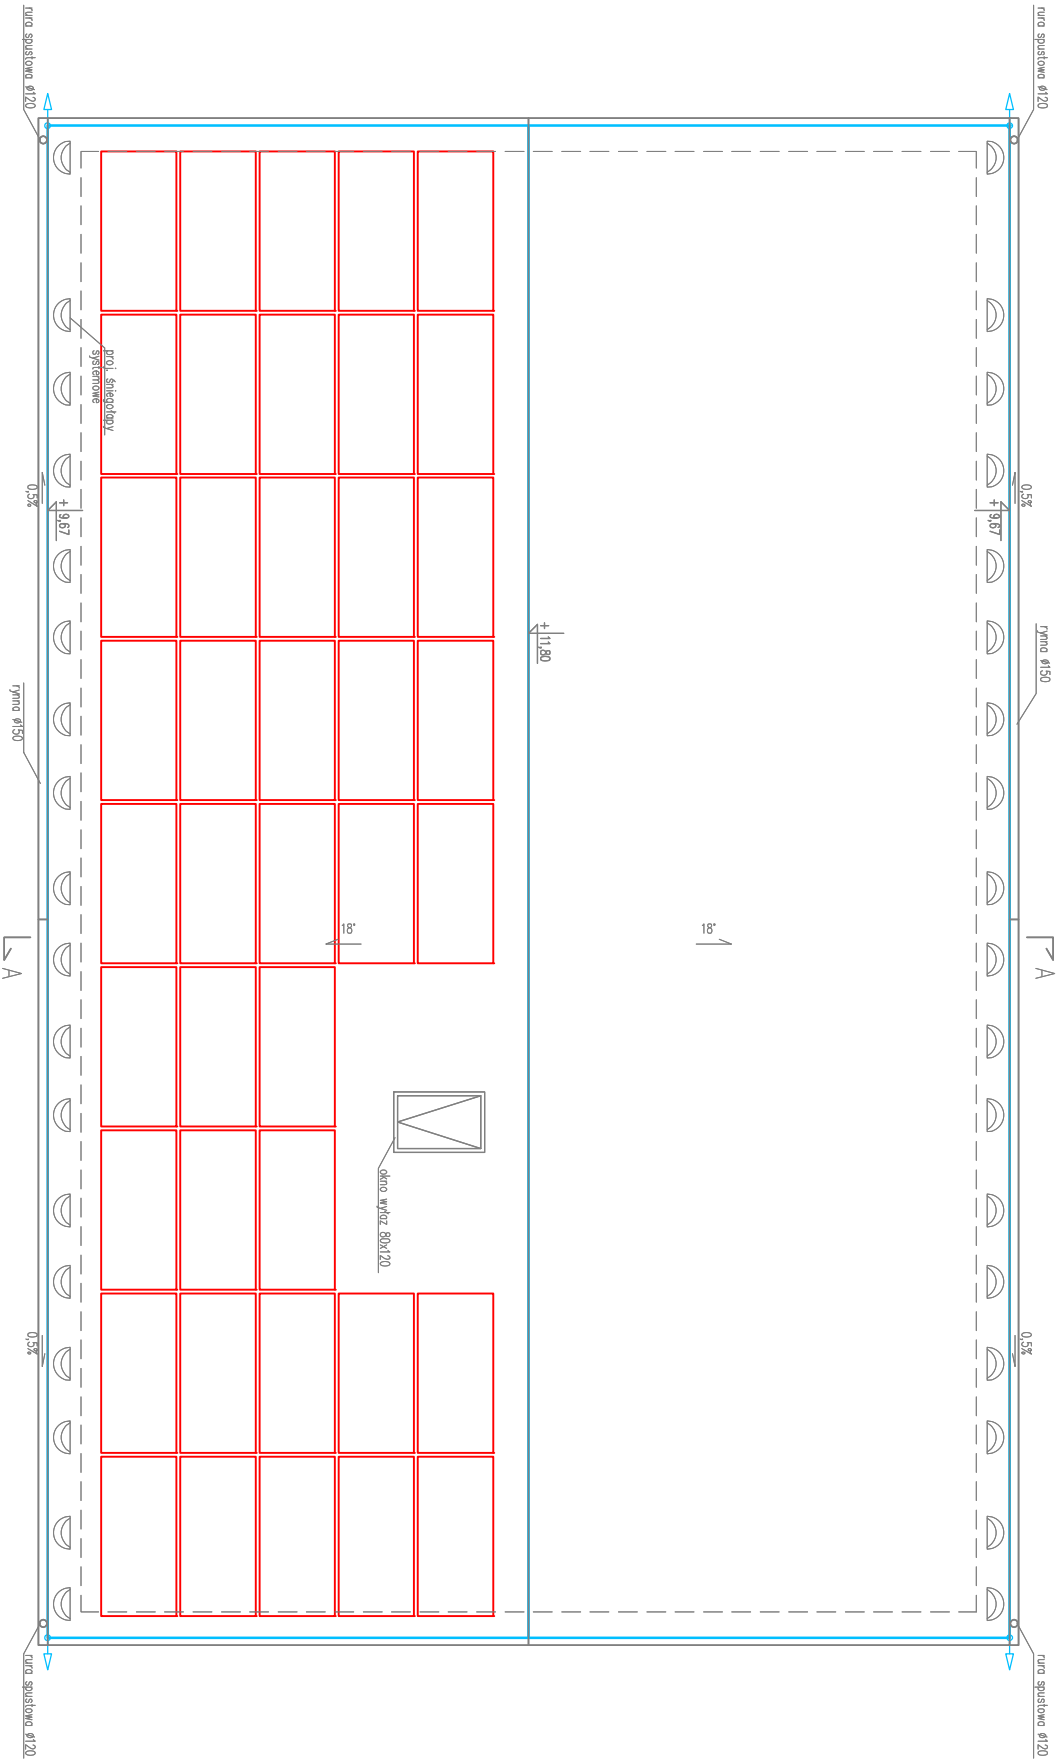 rura spustowa ø120
rura spustowa ø120
proj. śniegołapy
systemowe
0,5%
0,5%
+ 9,67
+ 9,67
+ 11,80
rynna ø150
rynna ø150
18°
18°
A
A
okno wyłaz 80x120
0,5%
0,5%
rura spustowa ø120
rura spustowa ø120